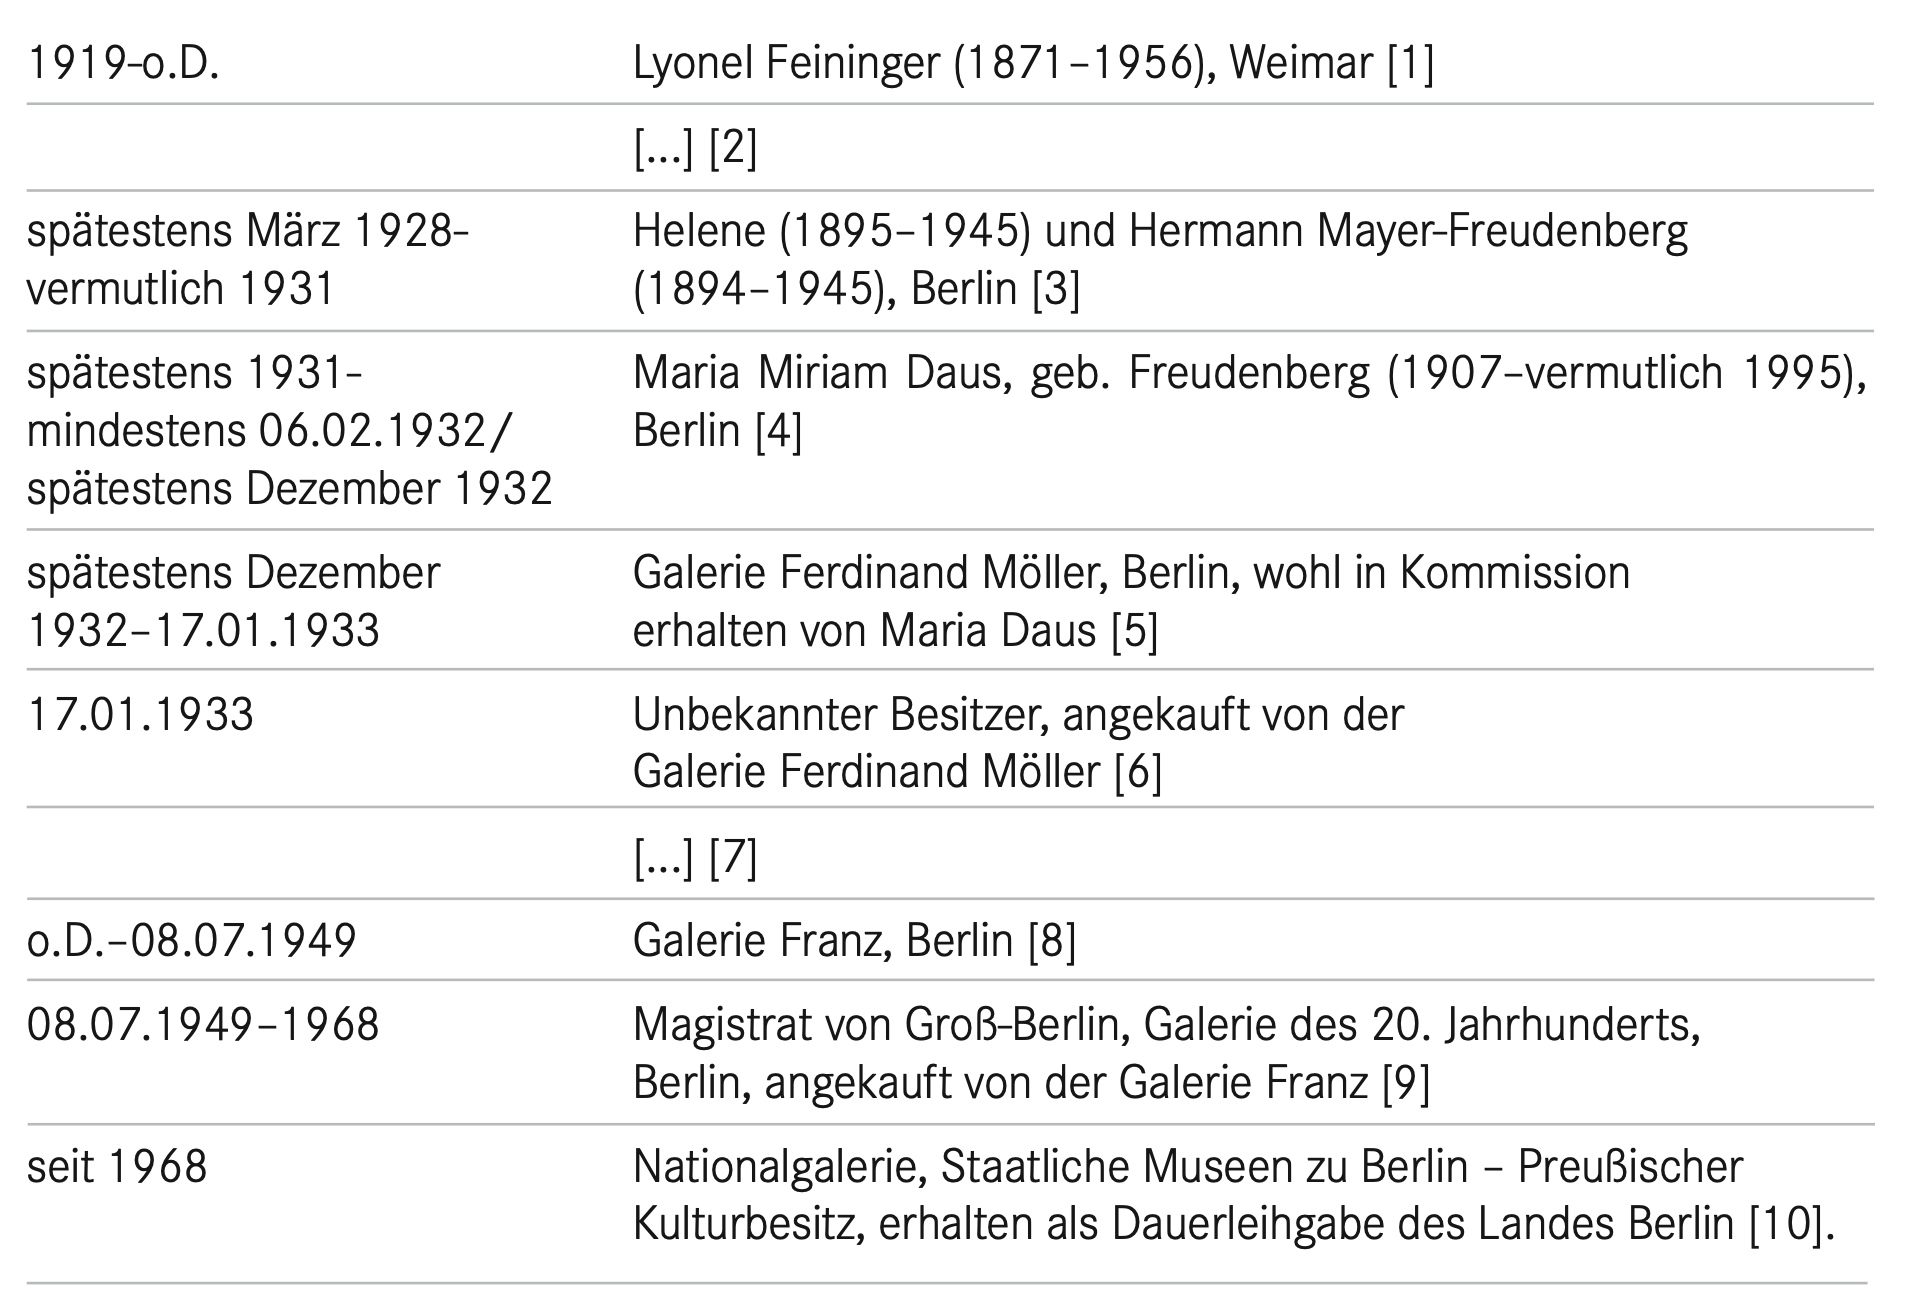 1919–o.D.
Lyonel Feininger (1871–1956), Weimar [1]
[...] [2]
spätestens März 1928–
vermutlich 1931
Helene (1895–1945) und Hermann Mayer-Freudenberg
(1894–1945), Berlin [3]
spätestens 1931–
mindestens 06.02.1932/
spätestens Dezember 1932
Maria Miriam Daus, geb. Freudenberg (1907–vermutlich 1995),
Berlin [4]
spätestens Dezember
1932–17.01.1933
Galerie Ferdinand Möller, Berlin, wohl in Kommission
erhalten von Maria Daus [5]
17.01.1933
Unbekannter Besitzer, angekauft von der
Galerie Ferdinand Möller [6]
[...] [7]
o.D.–08.07.1949
Galerie Franz, Berlin [8]
08.07.1949–1968
Magistrat von Groß-Berlin, Galerie des 20. Jahrhunderts,
Berlin, angekauft von der Galerie Franz [9]
seit 1968
Nationalgalerie, Staatliche Museen zu Berlin – Preußischer
Kulturbesitz, erhalten als Dauerleihgabe des Landes Berlin [10].